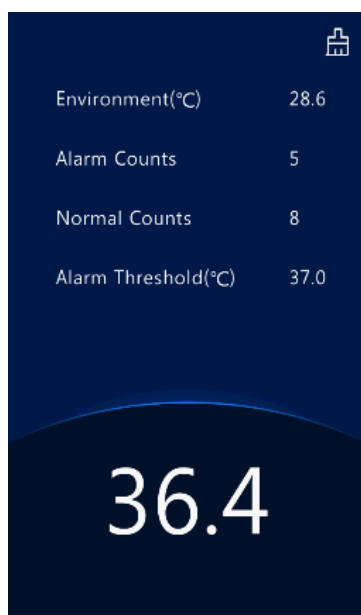 Environment(℃) 28.6
Alarm Counts 5
Normal Counts 8
Alarm Threshold(℃) 37.0
36.4